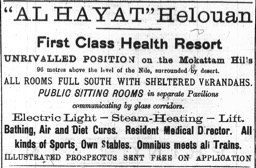 "AL HAYAT" Helouan
First Class Health Resort
UNRIVALLED POSITION on the Mokattam Hills
96 metres above the level of the Nile, surrounded by desert.
ALL ROOMS FULL SOUTH WITH SHELTERED VERANDAHS.
PUBLIC SITTING ROOMS in separate Pavilions
communicating by glass corridors.
Electric Light — Steam-Heating — Lift.
Bathing, Air and Diet Cures. Resident Medical D rector. All
kinds of Sports, Own Stables. Omnibus meets all Trains.
ILLUSTRATED PROSPECTUS SENT FREE ON APPLICATION